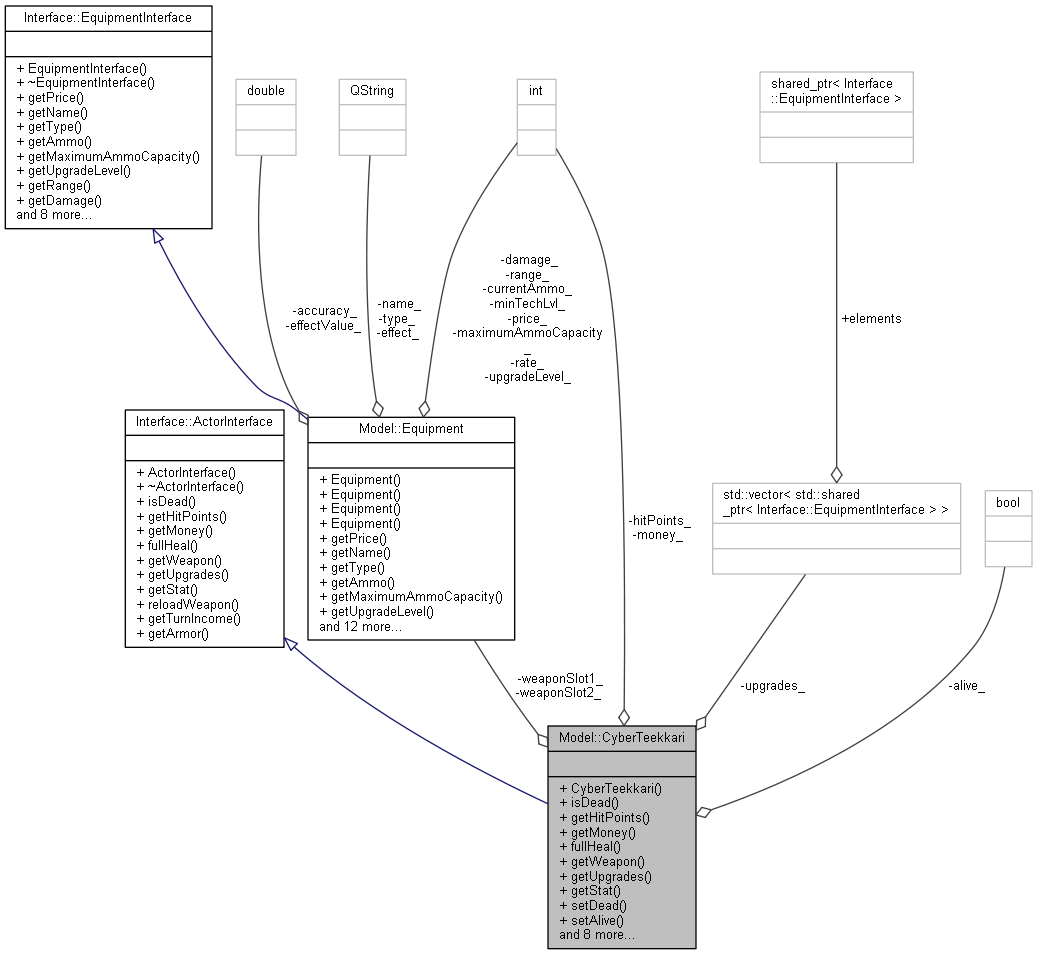 Interface::EquipmentInterface
+ EquipmentInterface()
+ ~EquipmentInterface()
+ getPrice()
+ getName()
+ getType()
+ getAmmo()
+ getMaximumAmmoCapacity()
+ getUpgradeLevel()
+ getRange()
+ getDamage()
and 8 more...
double
QString
int
shared_ptr< Interface
::EquipmentInterface >
-accuracy_
-effectValue_
-name_
-type_
-effect_
-damage_
-range_
-currentAmmo_
-minTechLvl_
-price_
-maximumAmmoCapacity
_
-rate_
-upgradeLevel_
+elements
Interface::ActorInterface
+ ActorInterface()
+ ~ActorInterface()
+ isDead()
+ getHitPoints()
+ getMoney()
+ fullHeal()
+ getWeapon()
+ getUpgrades()
+ getStat()
+ reloadWeapon()
+ getTurnIncome()
+ getArmor()
Model::Equipment
+ Equipment()
+ Equipment()
+ Equipment()
+ Equipment()
+ getPrice()
+ getName()
+ getType()
+ getAmmo()
+ getMaximumAmmoCapacity()
+ getUpgradeLevel()
and 12 more...
-hitPoints_
-money_
std::vector< std::shared
_ptr< Interface::EquipmentInterface > >
bool
-weaponSlot1_
-weaponSlot2_
-upgrades_
-alive_
Model::CyberTeekkari
+ CyberTeekkari()
+ isDead()
+ getHitPoints()
+ getMoney()
+ fullHeal()
+ getWeapon()
+ getUpgrades()
+ getStat()
+ setDead()
+ setAlive()
and 8 more...